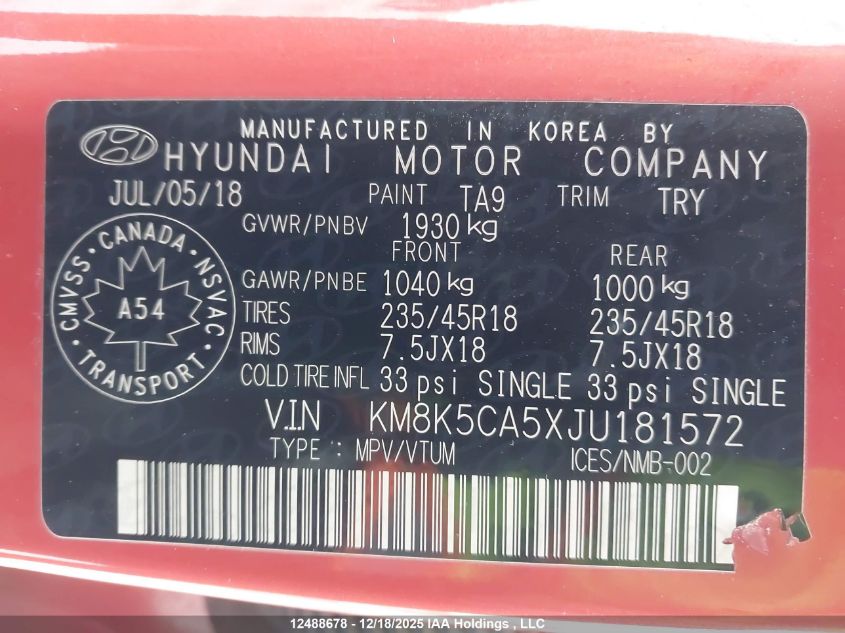 MANUFACTURED IN KOREA BY
HYUNDAI MOTOR COMPANY
JUL/05/18 PAINT TA9 TRIM TRY
GVWR/PNBV 1930 kg
FRONT REAR
GAWR/PNBE 1040 kg 1000 kg
TIRES 235/45R18 235/45R18
RIMS 7.5JX18 7.5JX18
COLD TIRE INFL 33 psi SINGLE 33 psi SINGLE
V.I.N KM8K5CA5XJU181572
TYPE : MPV/VTUM ICES/NMB-002
CMVSS · CANADA · NSVAC · TRANSPORT ·
A54
12488678 - 12/18/2025 IAA Holdings , LLC